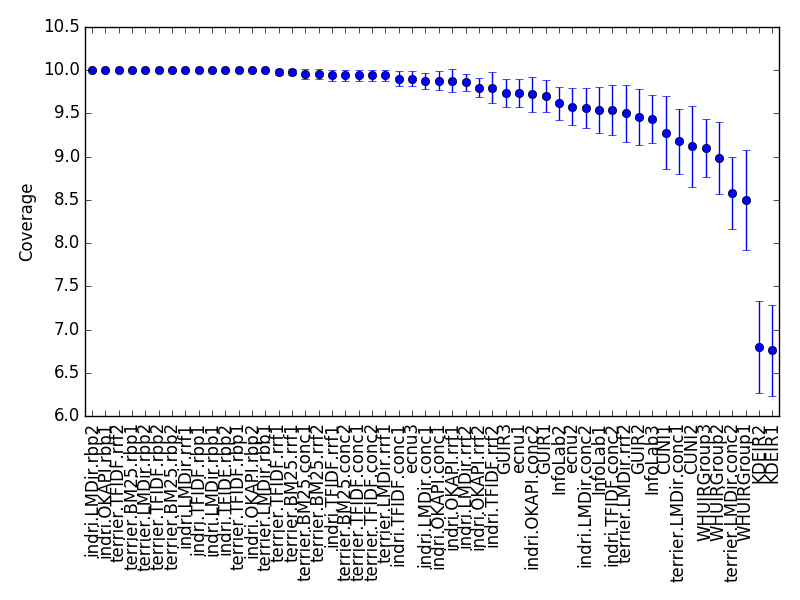 10.5
10.0
9.5
9.0
8.5
8.0
7.5
7.0
6.5
6.0
Coverage
indri.LMDir.rbp2
indri.OKAPI.rbp1
terrier.TFIDF.rrf2
terrier.BM25.rbp1
terrier.LMDir.rbp2
terrier.TFIDF.rbp2
terrier.BM25.rbp2
indri.LMDir.rrf1
indri.TFIDF.rbp1
indri.LMDir.rbp1
indri.TFIDF.rbp2
terrier.TFIDF.rbp1
indri.OKAPI.rbp2
terrier.LMDir.rbp1
terrier.TFIDF.rrf1
terrier.BM25.rrf1
terrier.BM25.conc1
terrier.BM25.rrf2
indri.TFIDF.rrf1
terrier.BM25.conc2
terrier.TFIDF.conc1
terrier.TFIDF.conc2
terrier.LMDir.rrf1
indri.TFIDF.conc1
ecnu3
indri.LMDir.conc1
indri.OKAPI.conc1
indri.OKAPI.rrf1
indri.LMDir.rrf2
indri.OKAPI.rrf2
indri.TFIDF.rrf2
GUIR3
ecnu1
indri.OKAPI.conc2
GUIR1
InfoLab2
ecnu2
indri.LMDir.conc2
InfoLab1
indri.TFIDF.conc2
terrier.LMDir.rrf2
GUIR2
InfoLab3
CUNI1
terrier.LMDir.conc1
CUNI2
WHUIRGroup3
WHUIRGroup2
terrier.LMDir.conc2
WHUIRGroup1
KDEIR2
KDEIR1